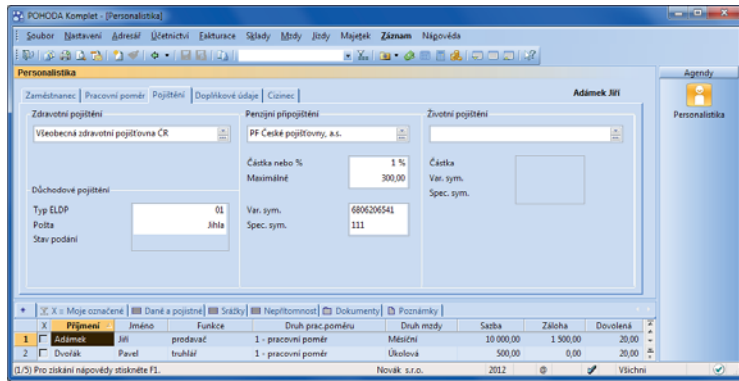 POHODA Komplet - [Personalistika]
Soubor Nastavení Adresář Účetnictví Fakturace Sklady Mzdy Jízdy Majetek Záznam Nápověda
Personalistika
Agendy
Zaměstnanec Pracovní poměr Pojištění Doplňkové údaje Cizinec Adámek Jiří
Personalistika
Zdravotní pojištění Penzijní připojištění Životní pojištění
Všeobecná zdravotní pojišťovna ČR PF České pojišťovny, a.s.
Částka nebo % 1 % Částka
Maximálně 300,00 Var. sym.
Důchodové pojištění Spec. sym.
Typ ELDP 01 Var. sym. 6806206541
Pošta Jihla Spec. sym. 111
Stav podání
* X = Moje označené Daně a pojistné Srážky Nepřítomnost Dokumenty Poznámky
X Příjmení Jméno Funkce Druh prac.poměru Druh mzdy Sazba Záloha Dovolená
1 Adámek Jiří prodavač 1 - pracovní poměr Měsíční 10 000,00 1 500,00 20,00
2 Dvořák Pavel truhlář 1 - pracovní poměr Úkolová 500,00 0,00 20,00
(1/5) Pro získání nápovědy stiskněte F1. Novák s.r.o. 2012 @ Všichni